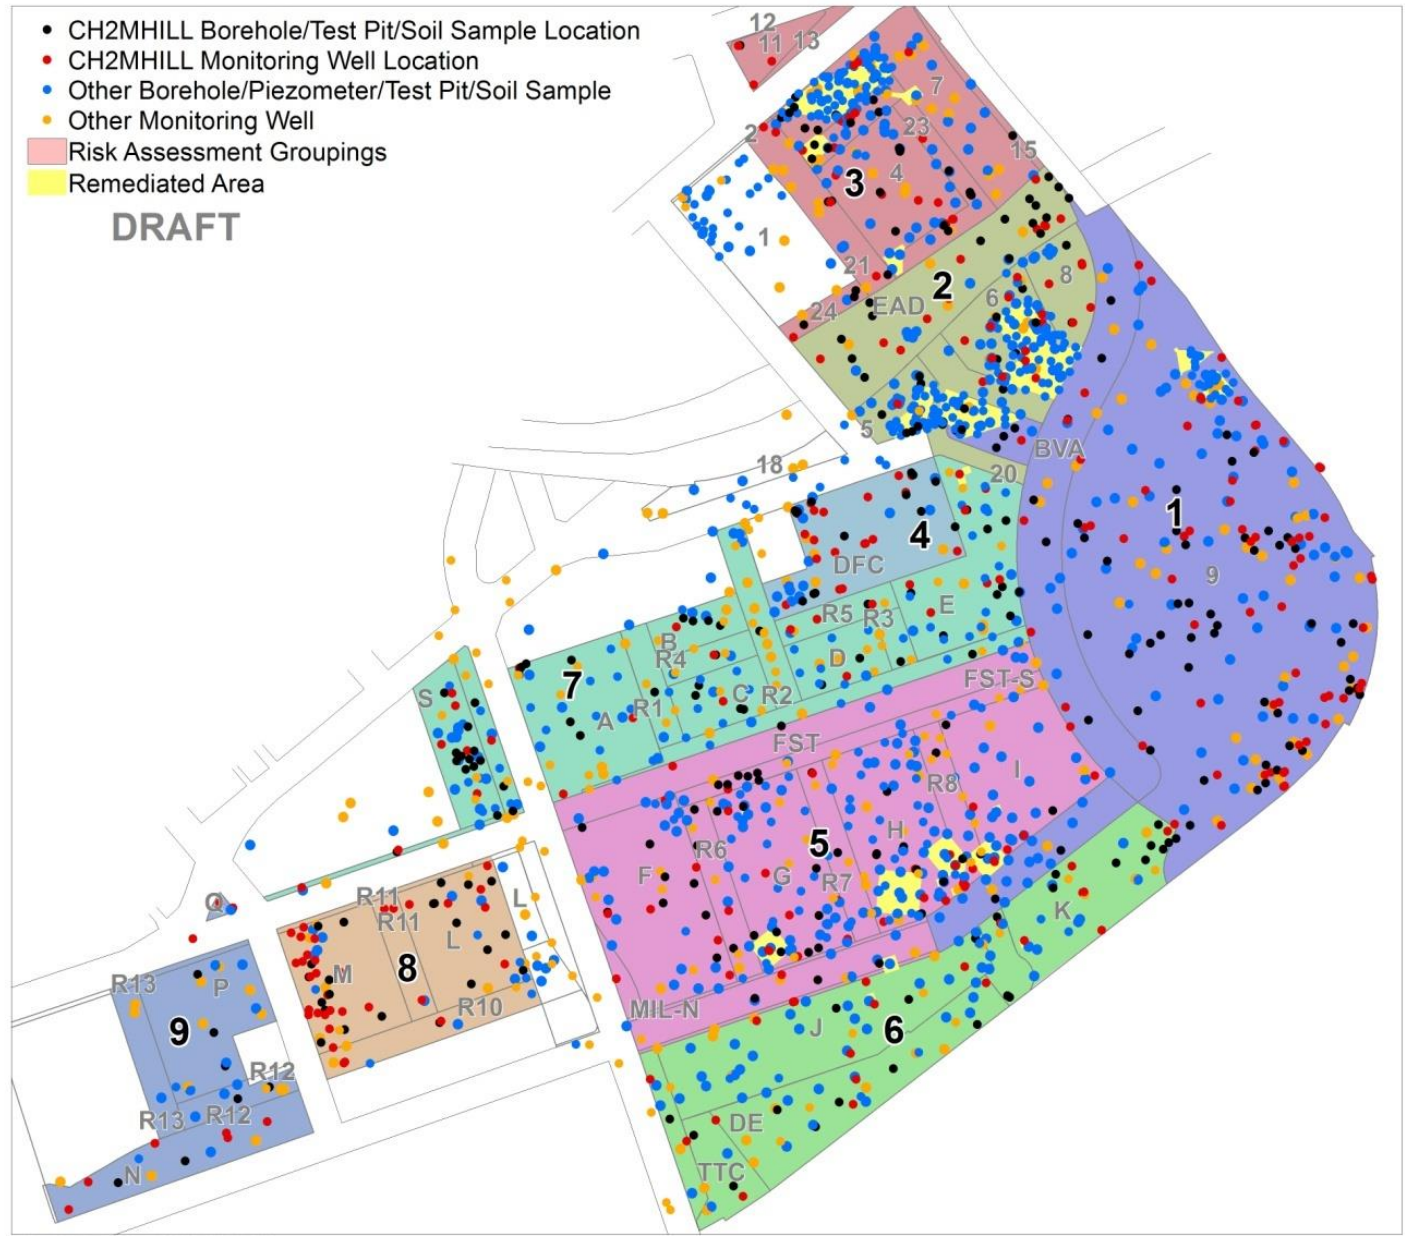 CH2MHILL Borehole/Test Pit/Soil Sample Location
CH2MHILL Monitoring Well Location
Other Borehole/Piezometer/Test Pit/Soil Sample
Other Monitoring Well
Risk Assessment Groupings
Remediated Area
DRAFT
12
11 13
7
2
23
15
3
4
1
21
8
24
EAD
2
6
5
BVA
18
20
1
4
DFC
9
R5
R3
E
B
R4
D
7
C
R2
FST-S
S
R1
A
FST
I
R8
H
5
R6
G
R7
F
Q
R11
L
R11
L
K
8
M
P
R13
R10
MIL-N
J
6
9
R12
R13
R12
DE
N
TTC